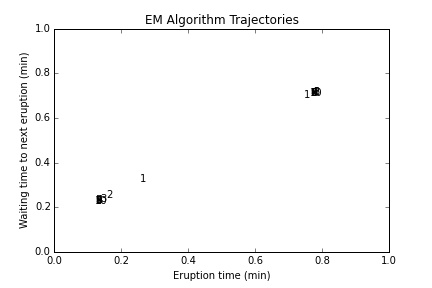 EM Algorithm Trajectories
1.0
0.8
1
0.6
Waiting time to next eruption (min)
0.4
1
2
0.2
0.0
0.0 0.2 0.4 0.6 0.8 1.0
Eruption time (min)